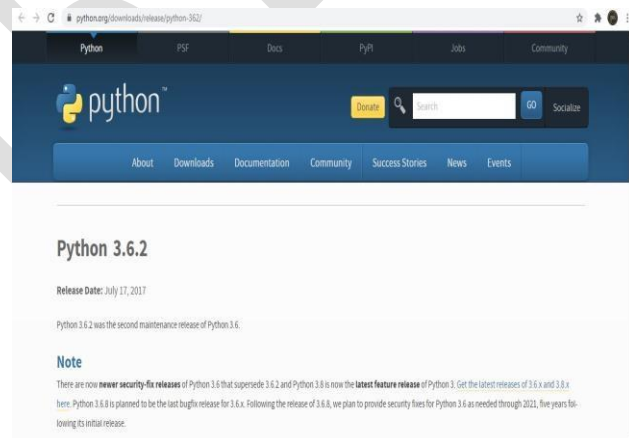 python.org/downloads/release/python-362/
Python PSF Docs PyPI Jobs Community
python™
Donate Search GO Socialize
About Downloads Documentation Community Success Stories News Events
Python 3.6.2
Release Date: July 17, 2017
Python 3.6.2 was the second maintenance release of Python 3.6.
Note
There are now newer security-fix releases of Python 3.6 that supersede 3.6.2 and Python 3.8 is now the latest feature release of Python 3. Get the latest releases of 3.6.x and 3.8.x
here. Python 3.6.8 is planned to be the last bugfix release for 3.6.x. Following the release of 3.6.8, we plan to provide security fixes for Python 3.6 as needed through 2021, five years fol-
lowing its initial release.